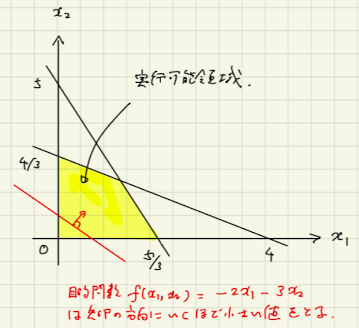 x₂
5
実行可能領域.
4/3
x₁
0
5/3
4
目的関数 f(x₁,x₂) = -2x₁ - 3x₂
は矢印の方向にいくほど小さい値をとる.